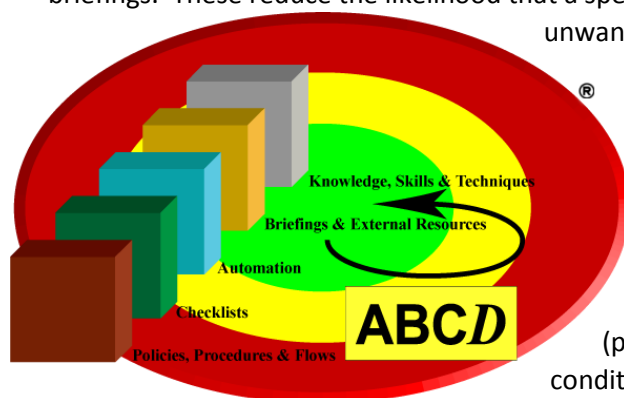 briefings. These reduce the likelihood that a spe
unwan
®
Knowledge, Skills & Techniques
Briefings & External Resources
Automation
Checklists
ABCD
Policies, Procedures & Flows
(p
condit